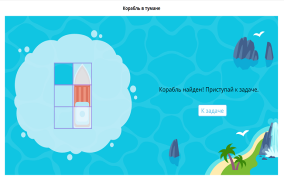 Корабль в тумане
Корабль найден! Приступай к задаче.
К задаче